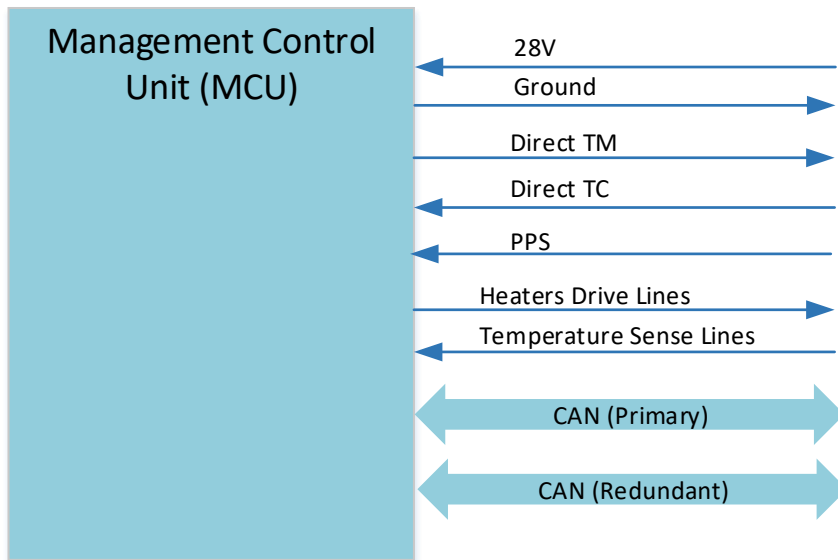 Management Control
Unit (MCU)
28V
Ground
Direct TM
Direct TC
PPS
Heaters Drive Lines
Temperature Sense Lines
CAN (Primary)
CAN (Redundant)